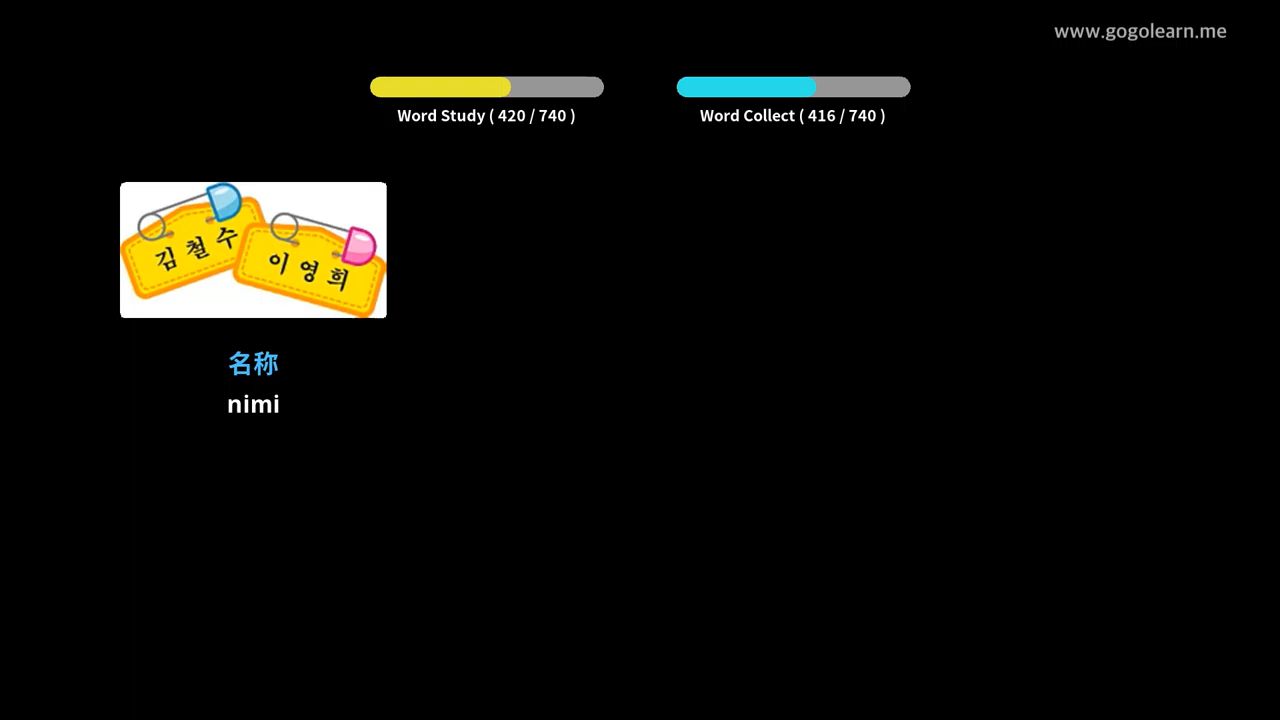 www.gogolearn.me
Word Study ( 420 / 740 )
Word Collect ( 416 / 740 )
김철수
이영희
名称
nimi